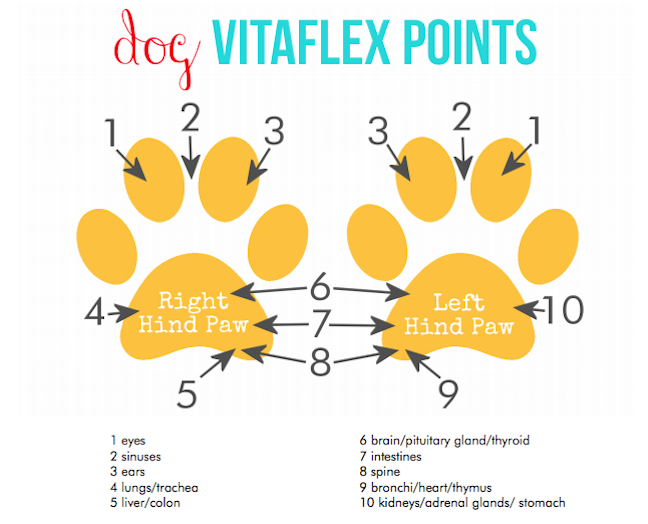 dog VITAFLEX POINTS
1 2 3 3 2 1
Right Hind Paw
Left Hind Paw
4 6 10
7
8
5 9
1 eyes
2 sinuses
3 ears
4 lungs/trachea
5 liver/colon
6 brain/pituitary gland/thyroid
7 intestines
8 spine
9 bronchi/heart/thymus
10 kidneys/adrenal glands/ stomach